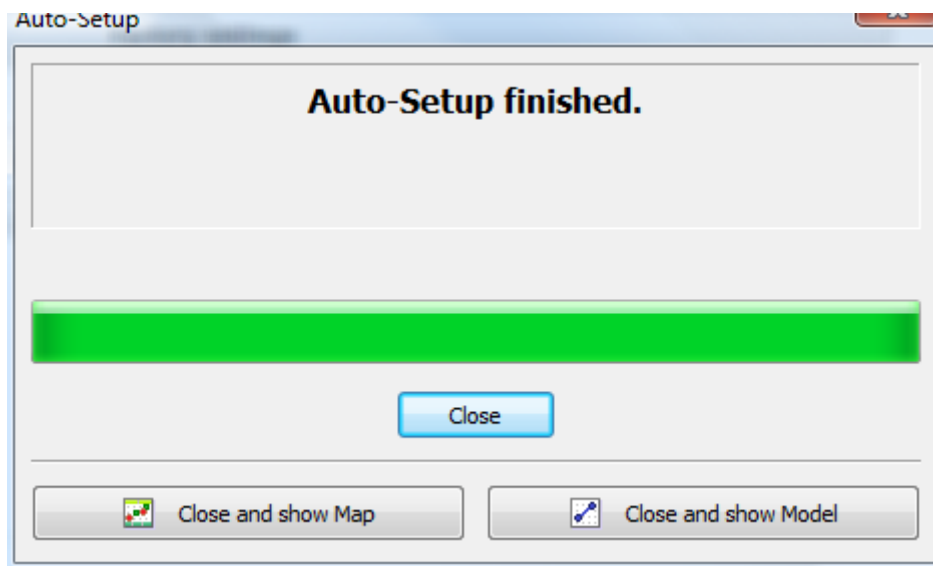 Auto-Setup
Auto-Setup finished.
Close
Close and show Map
Close and show Model